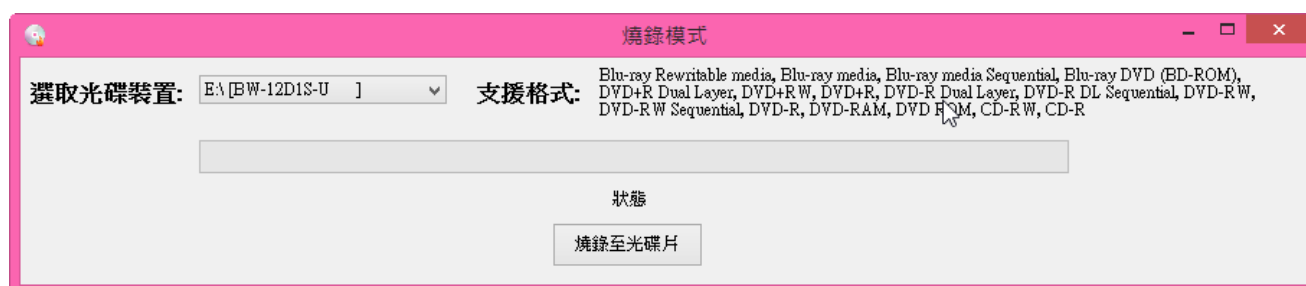 燒錄模式
選取光碟裝置: E:\ [BW-12D1S-U ] 支援格式:
Blu-ray Rewritable media, Blu-ray media, Blu-ray media Sequential, Blu-ray DVD (BD-ROM),
DVD+R Dual Layer, DVD+RW, DVD+R, DVD-R Dual Layer, DVD-R DL Sequential, DVD-RW,
DVD-RW Sequential, DVD-R, DVD-RAM, DVD ROM, CD-RW, CD-R
狀態
燒錄至光碟片